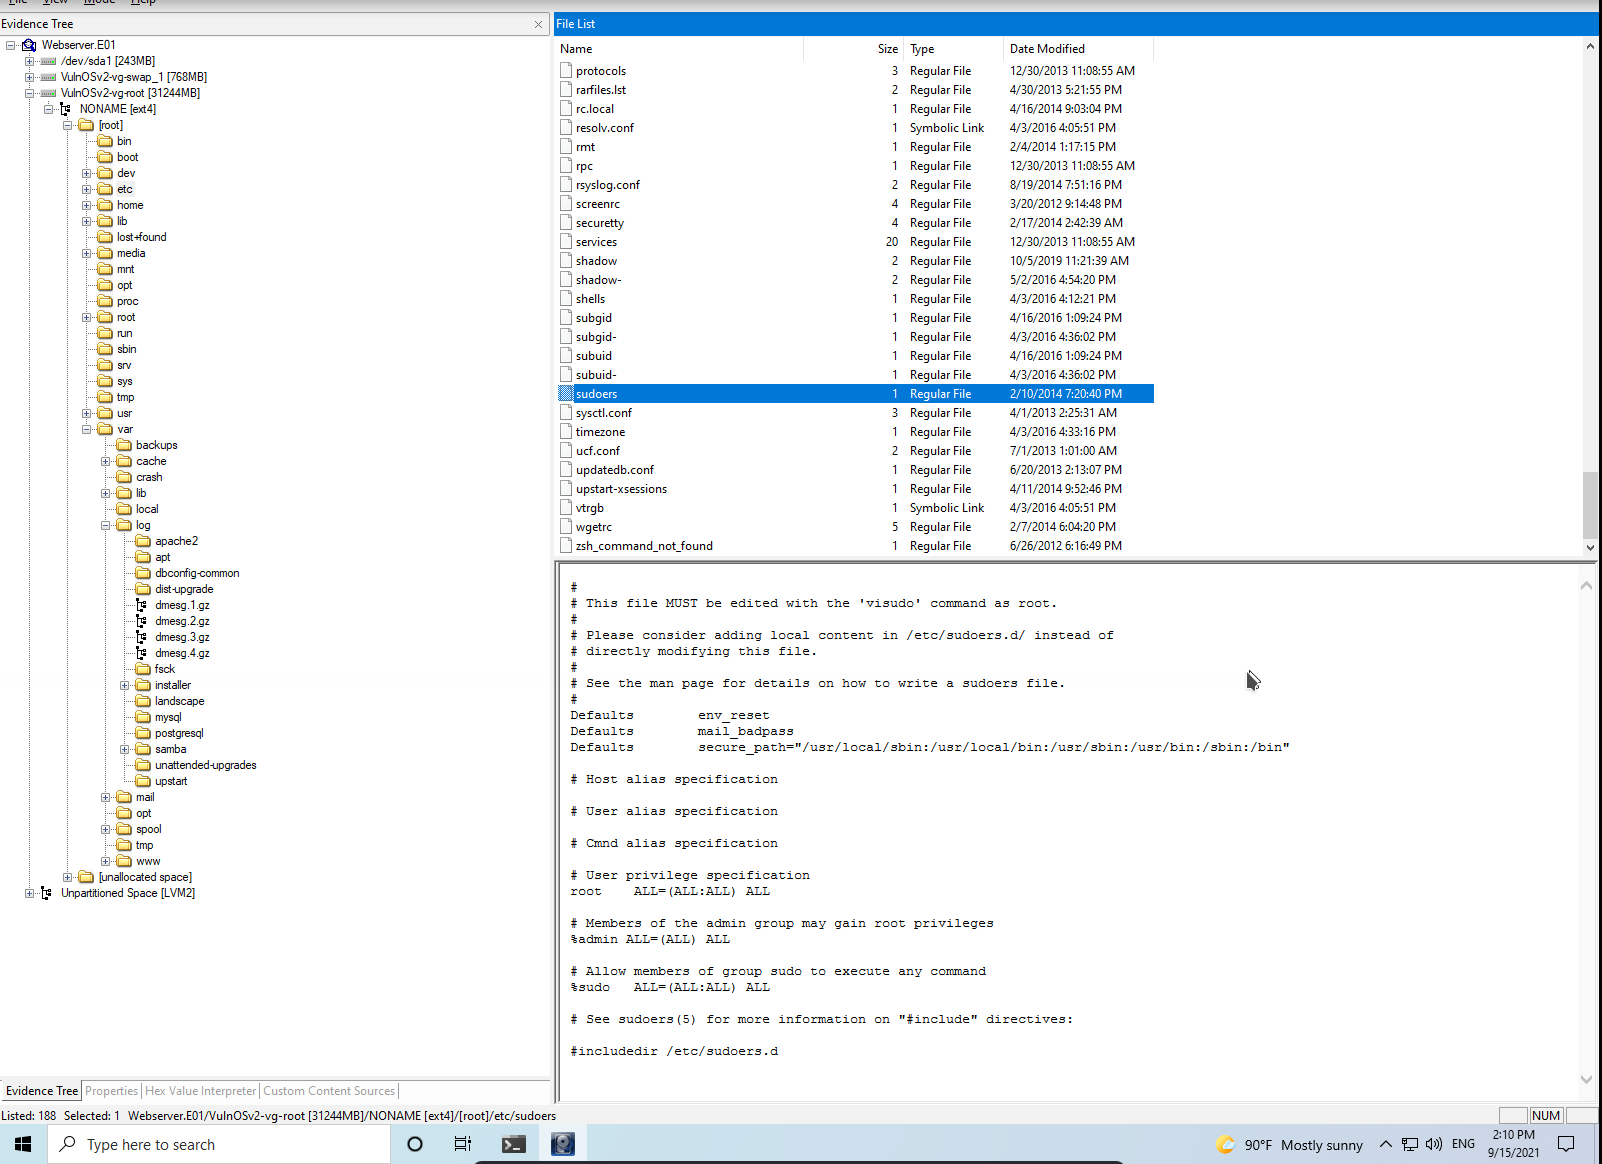 File View Mode Help
Evidence Tree
Webserver.E01
/dev/sda1 [243MB]
VulnOSv2-vg-swap_1 [768MB]
VulnOSv2-vg-root [31244MB]
NONAME [ext4]
[root]
bin
boot
dev
etc
home
lib
lost+found
media
mnt
opt
proc
root
run
sbin
srv
sys
tmp
usr
var
backups
cache
crash
lib
local
log
apache2
apt
dbconfig-common
dist-upgrade
dmesg.1.gz
dmesg.2.gz
dmesg.3.gz
dmesg.4.gz
fsck
installer
landscape
mysql
postgresql
samba
unattended-upgrades
upstart
mail
opt
spool
tmp
www
[unallocated space]
Unpartitioned Space [LVM2]
Evidence Tree Properties Hex Value Interpreter Custom Content Sources
File List
Name Size Type Date Modified
protocols 3 Regular File 12/30/2013 11:08:55 AM
rarfiles.lst 2 Regular File 4/30/2013 5:21:55 PM
rc.local 1 Regular File 4/16/2014 9:03:04 PM
resolv.conf 1 Symbolic Link 4/3/2016 4:05:51 PM
rmt 1 Regular File 2/4/2014 1:17:15 PM
rpc 1 Regular File 12/30/2013 11:08:55 AM
rsyslog.conf 2 Regular File 8/19/2014 7:51:16 PM
screenrc 4 Regular File 3/20/2012 9:14:48 PM
securetty 4 Regular File 2/17/2014 2:42:39 AM
services 20 Regular File 12/30/2013 11:08:55 AM
shadow 2 Regular File 10/5/2019 11:21:39 AM
shadow- 2 Regular File 5/2/2016 4:54:20 PM
shells 1 Regular File 4/3/2016 4:12:21 PM
subgid 1 Regular File 4/16/2016 1:09:24 PM
subgid- 1 Regular File 4/3/2016 4:36:02 PM
subuid 1 Regular File 4/16/2016 1:09:24 PM
subuid- 1 Regular File 4/3/2016 4:36:02 PM
sudoers 1 Regular File 2/10/2014 7:20:40 PM
sysctl.conf 3 Regular File 4/1/2013 2:25:31 AM
timezone 1 Regular File 4/3/2016 4:33:16 PM
ucf.conf 2 Regular File 7/1/2013 1:01:00 AM
updatedb.conf 1 Regular File 6/20/2013 2:13:07 PM
upstart-xsessions 1 Regular File 4/11/2014 9:52:46 PM
vtrgb 1 Symbolic Link 4/3/2016 4:05:51 PM
wgetrc 5 Regular File 2/7/2014 6:04:20 PM
zsh_command_not_found 1 Regular File 6/26/2012 6:16:49 PM
#
# This file MUST be edited with the 'visudo' command as root.
#
# Please consider adding local content in /etc/sudoers.d/ instead of
# directly modifying this file.
#
# See the man page for details on how to write a sudoers file.
#
Defaults env_reset
Defaults mail_badpass
Defaults secure_path="/usr/local/sbin:/usr/local/bin:/usr/sbin:/usr/bin:/sbin:/bin"
# Host alias specification
# User alias specification
# Cmnd alias specification
# User privilege specification
root ALL=(ALL:ALL) ALL
# Members of the admin group may gain root privileges
%admin ALL=(ALL) ALL
# Allow members of group sudo to execute any command
%sudo ALL=(ALL:ALL) ALL
# See sudoers(5) for more information on "#include" directives:
#includedir /etc/sudoers.d
Listed: 188 Selected: 1 Webserver.E01/VulnOSv2-vg-root [31244MB]/NONAME [ext4]/[root]/etc/sudoers
NUM
Type here to search
90°F Mostly sunny
ENG
2:10 PM
9/15/2021